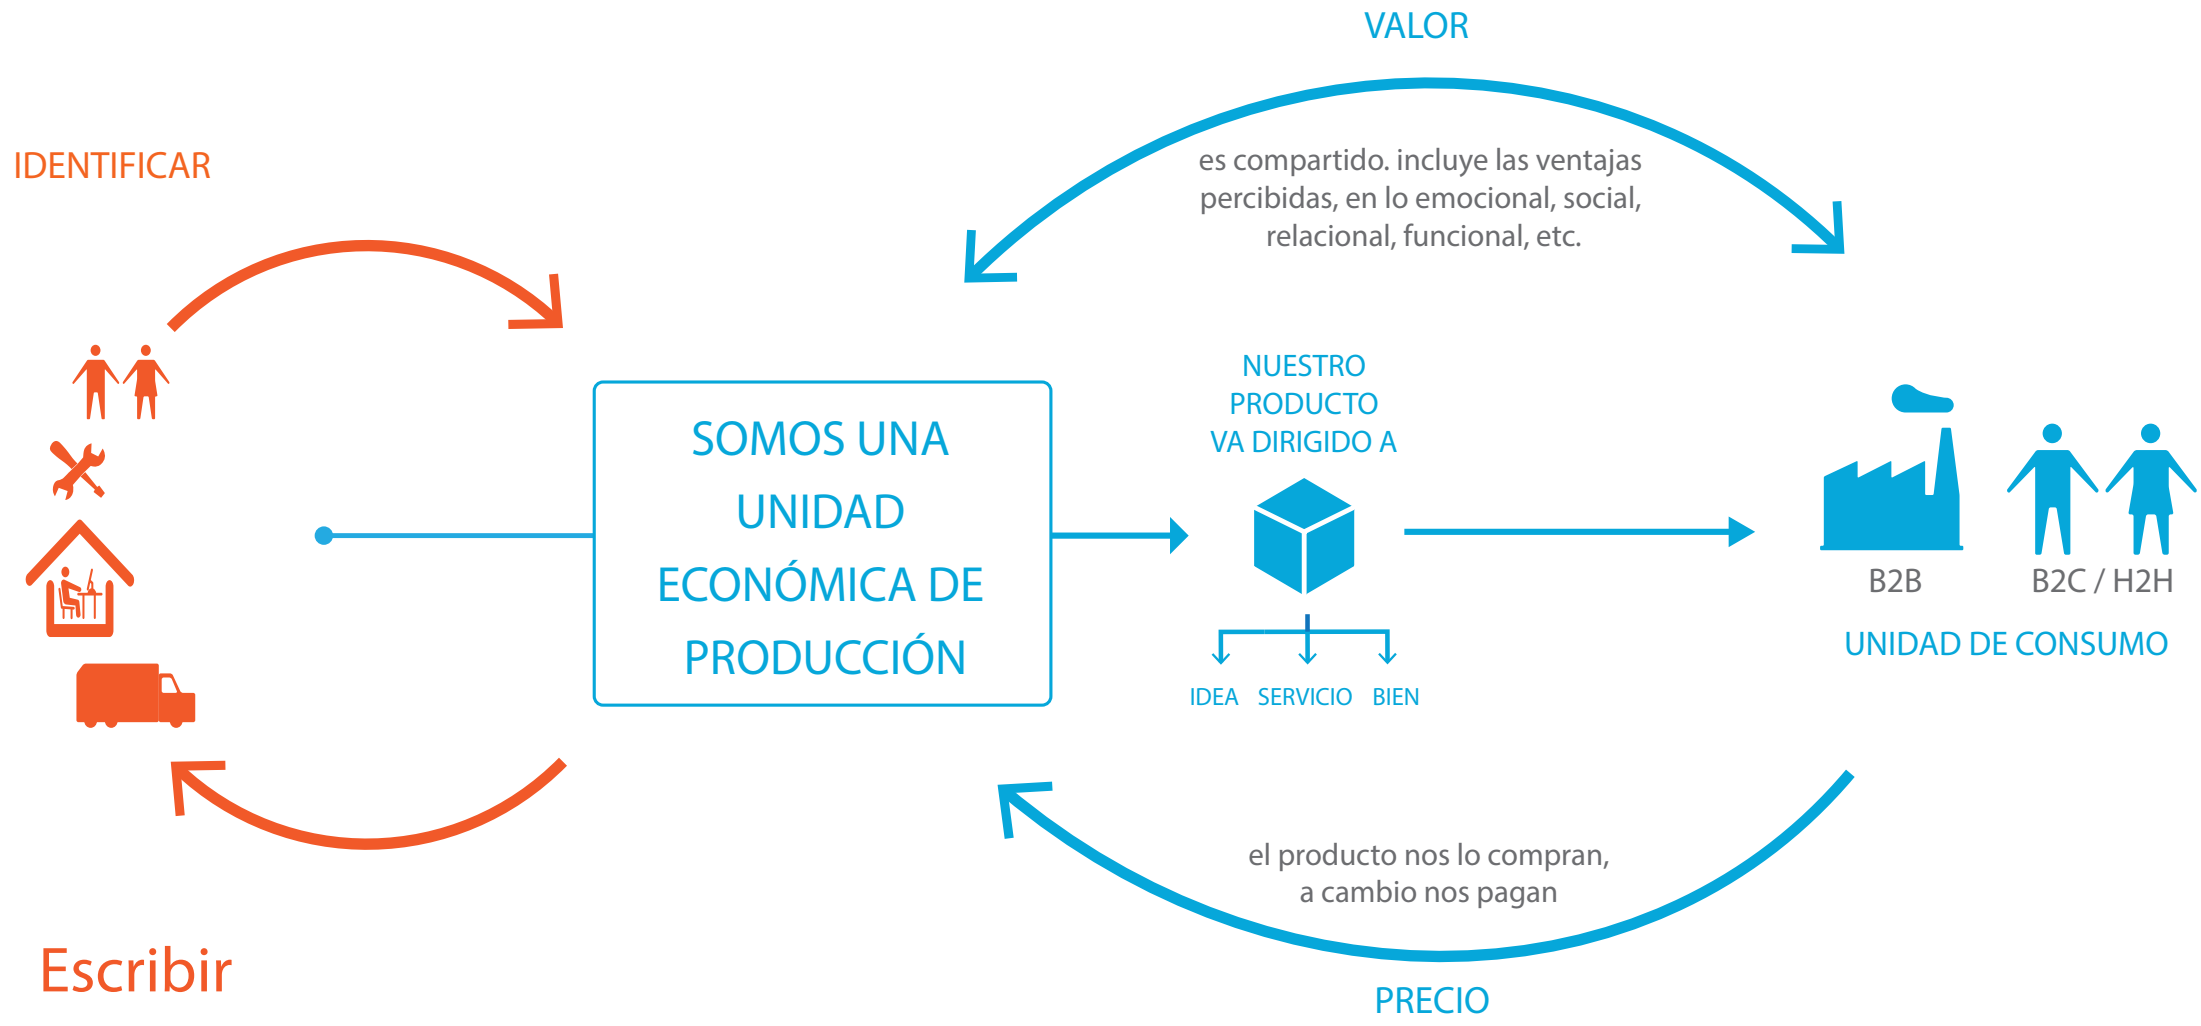 VALOR
es compartido. incluye las ventajas
percibidas, en lo emocional, social,
relacional, funcional, etc.
IDENTIFICAR
SOMOS UNA
UNIDAD
ECONÓMICA DE
PRODUCCIÓN
NUESTRO
PRODUCTO
VA DIRIGIDO A
IDEA SERVICIO BIEN
B2B B2C / H2H
UNIDAD DE CONSUMO
el producto nos lo compran,
a cambio nos pagan
PRECIO
Escribir